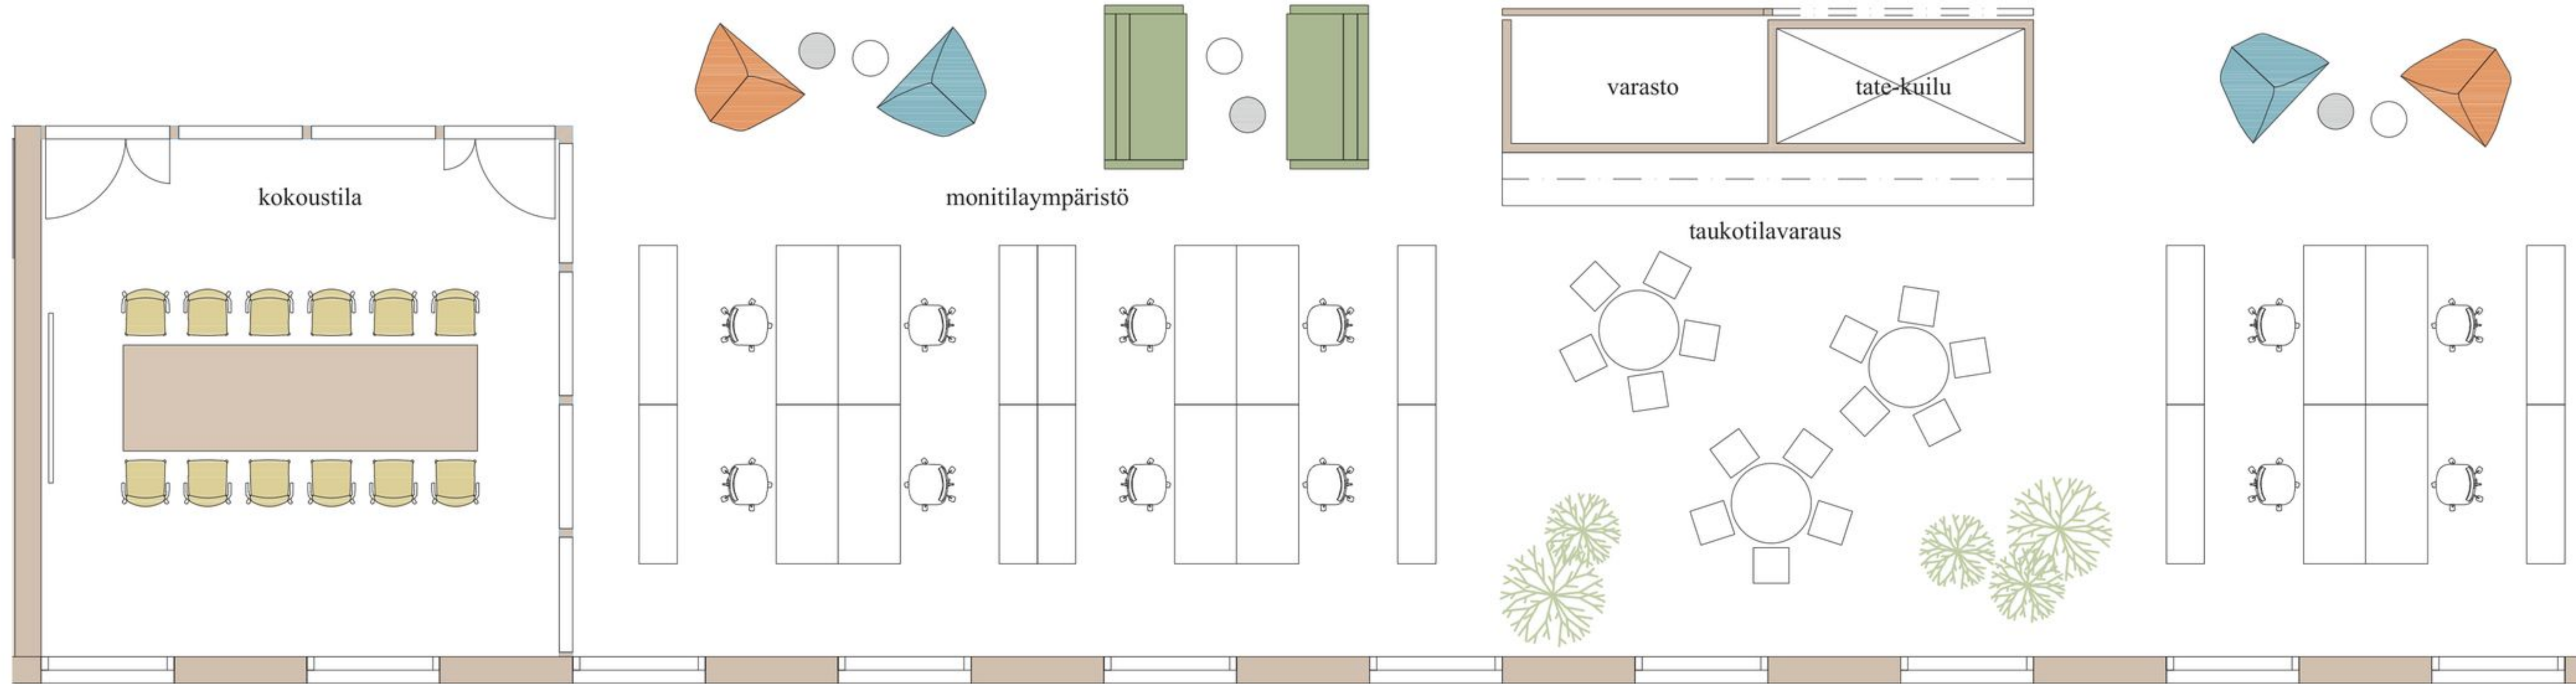 varasto
tate-kuilu
kokoustila
monitilaympäristö
taukotilavaraus